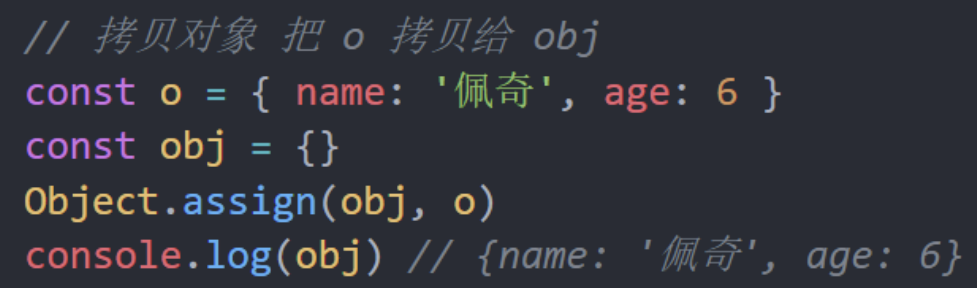 // 拷贝对象 把 o 拷贝给 obj
const o = { name: '佩奇', age: 6 }
const obj = {}
Object.assign(obj, o)
console.log(obj) // {name: '佩奇', age: 6}